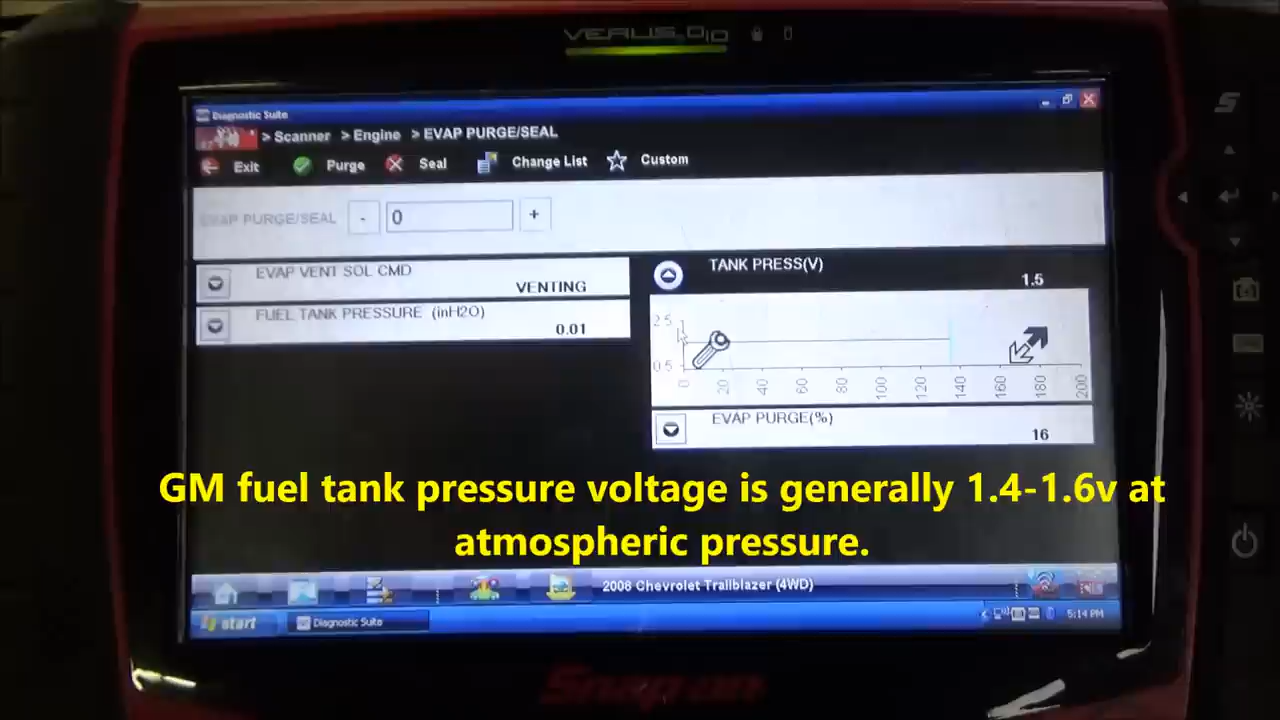 VERUS PRO
Diagnostic Suite
> Scanner > Engine > EVAP PURGE/SEAL
Exit Purge Seal Change List Custom
EVAP PURGE/SEAL - 0 +
EVAP VENT SOL CMD
VENTING
FUEL TANK PRESSURE (inH2O)
0.01
TANK PRESS(V)
1.5
2.5
0.5
0 20 40 60 80 100 120 140 160 180 200
EVAP PURGE(%)
16
GM fuel tank pressure voltage is generally 1.4-1.6v at
atmospheric pressure.
2008 Chevrolet Trailblazer (4WD)
start Diagnostic Suite 5:14 PM
Snap-on